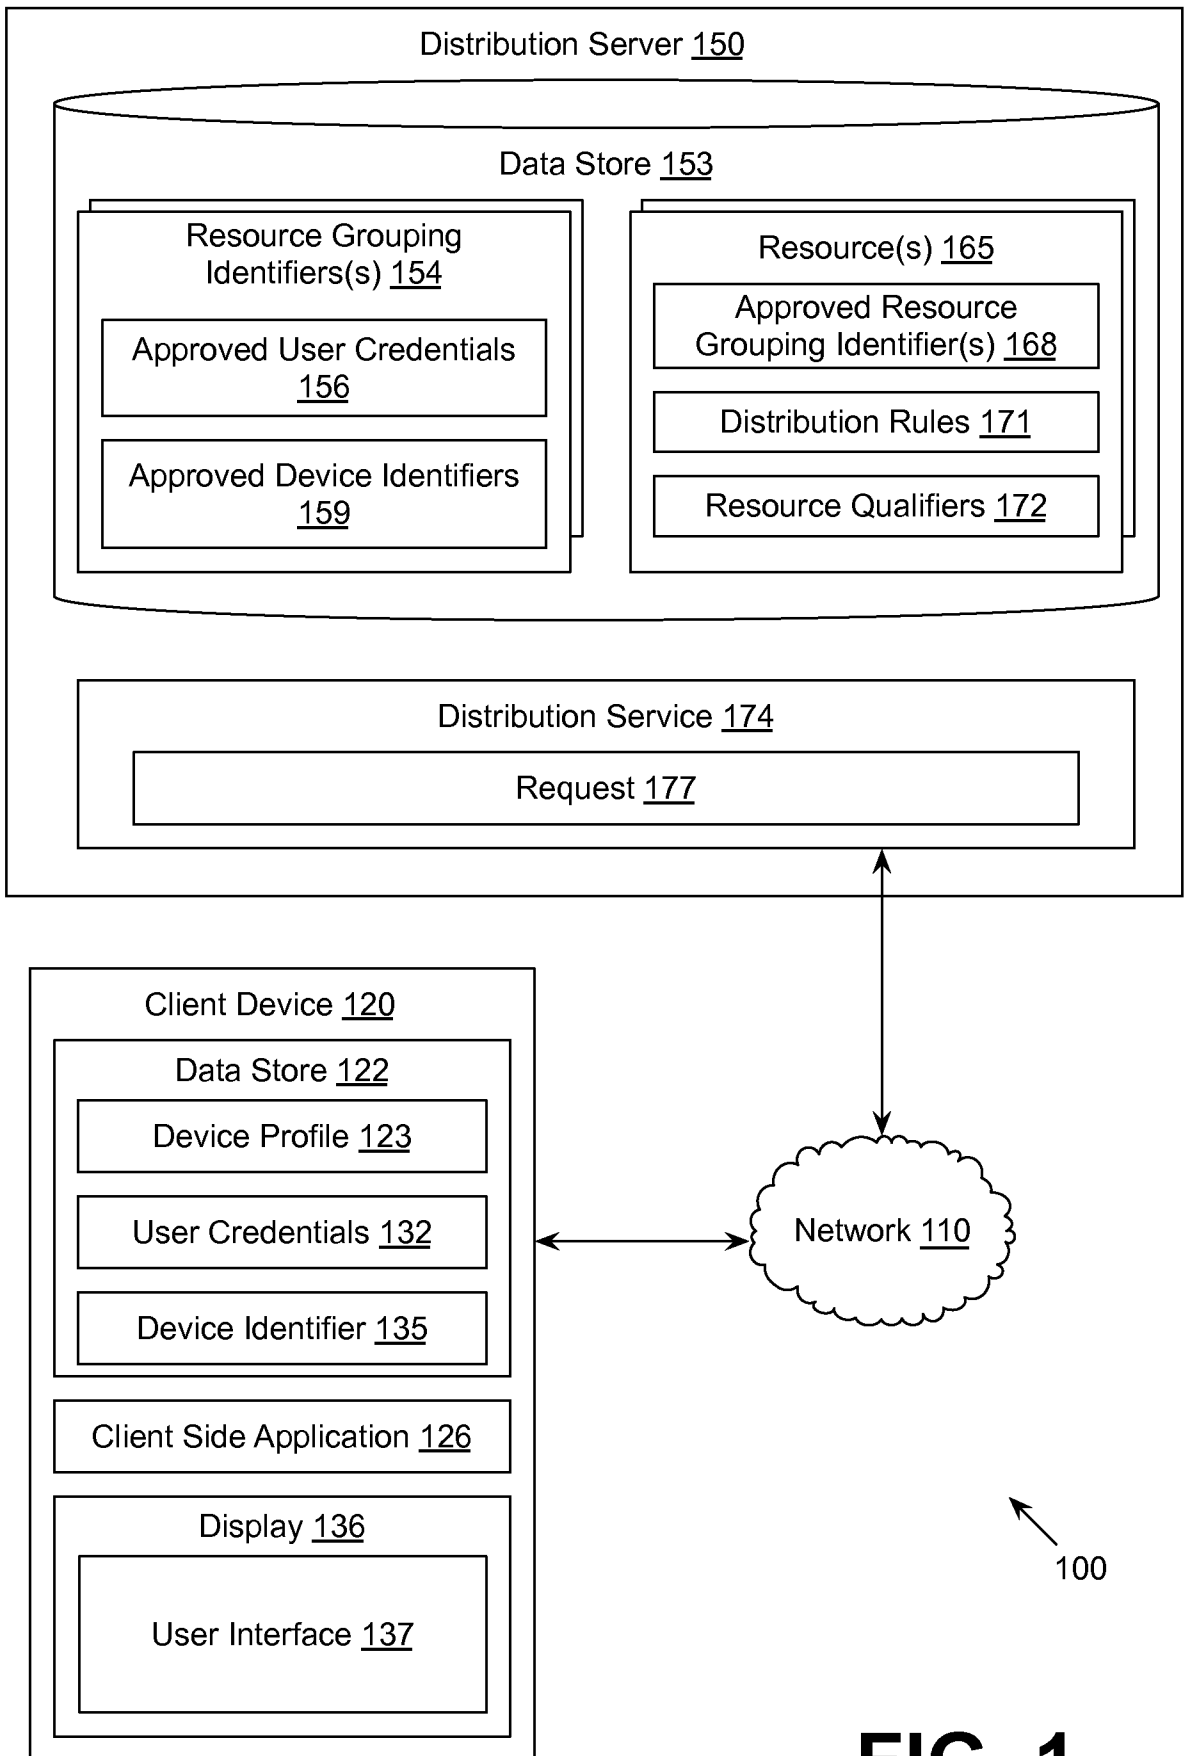 Distribution Server 150
Data Store 153
Resource Grouping
Identifiers(s) 154
Approved User Credentials
156
Approved Device Identifiers
159
Resource(s) 165
Approved Resource
Grouping Identifier(s) 168
Distribution Rules 171
Resource Qualifiers 172
Distribution Service 174
Request 177
Client Device 120
Data Store 122
Device Profile 123
User Credentials 132
Device Identifier 135
Client Side Application 126
Display 136
User Interface 137
Network 110
100
FIG. 1